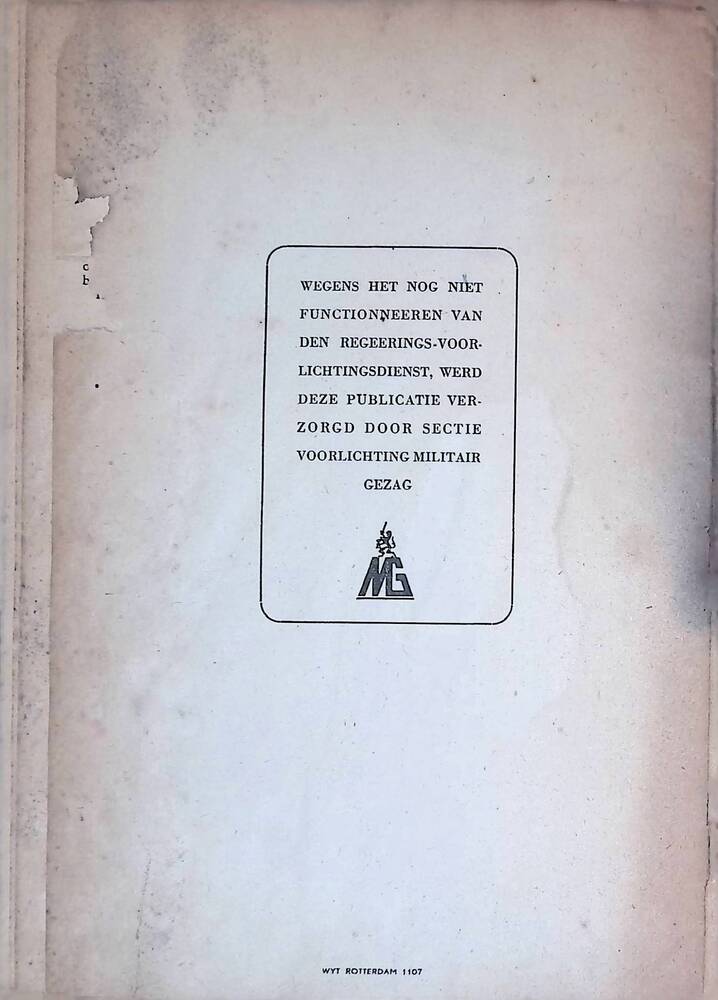 c
b
WEGENS HET NOG NIET
FUNCTIONNEEREN VAN
DEN REGEERINGS-VOOR-
LICHTINGSDIENST, WERD
DEZE PUBLICATIE VER-
ZORGD DOOR SECTIE
VOORLICHTING MILITAIR
GEZAG
MG
WYT ROTTERDAM 1107